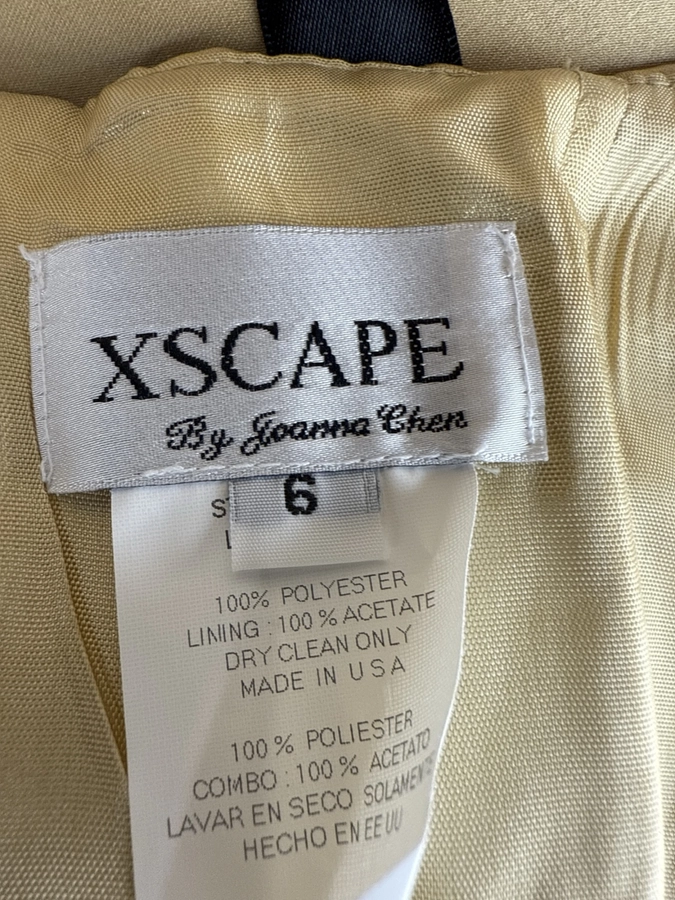 XSCAPE
By Joanna Chen
6
100% POLYESTER
LINING : 100% ACETATE
DRY CLEAN ONLY
MADE IN USA
100% POLIESTER
COMBO : 100% ACETATO
LAVAR EN SECO SOLAMENTE
HECHO EN EE UU